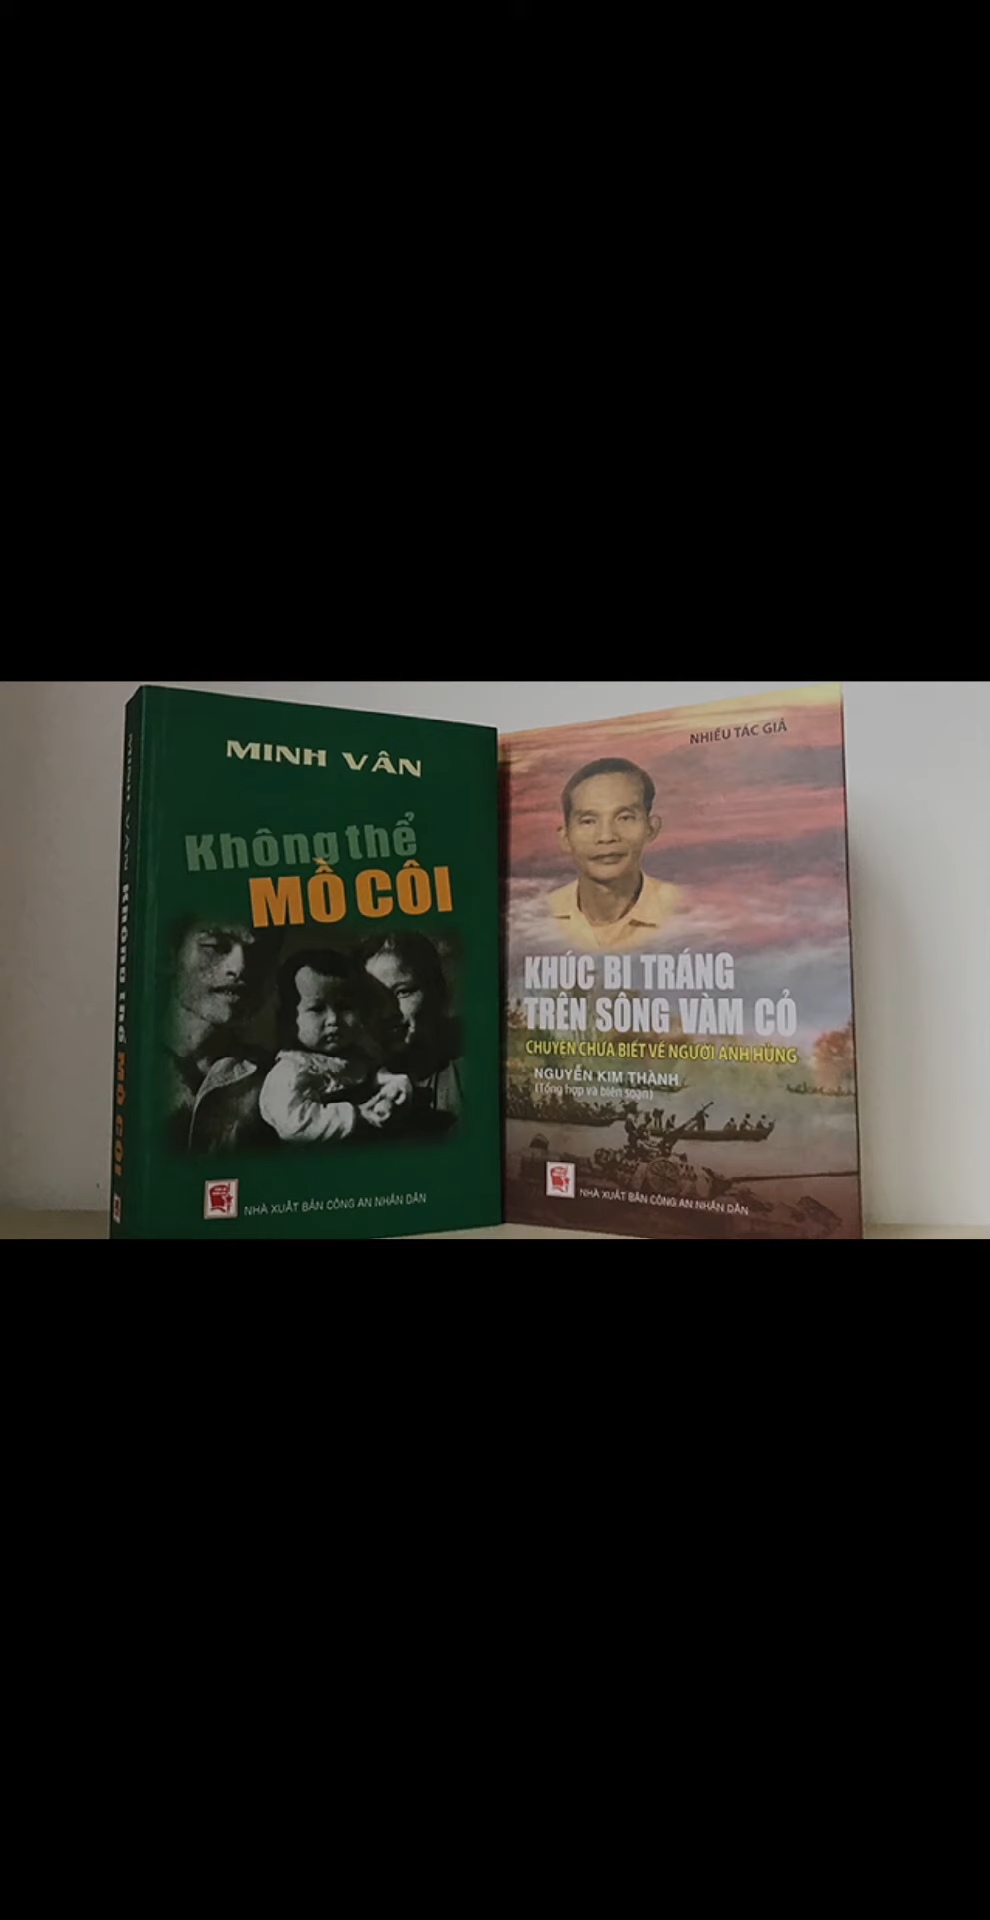 MINH VÂN
Không thể
MỒ CÔI
NHÀ XUẤT BẢN CÔNG AN NHÂN DÂN
MINH VÂN Không thể MỒ CÔI
NHIỀU TÁC GIẢ
KHÚC BI TRÁNG
TRÊN SÔNG VÀM CỎ
CHUYỆN CHƯA BIẾT VỀ NGƯỜI ANH HÙNG
NGUYỄN KIM THÀNH
(Tổng hợp và biên soạn)
NHÀ XUẤT BẢN CÔNG AN NHÂN DÂN